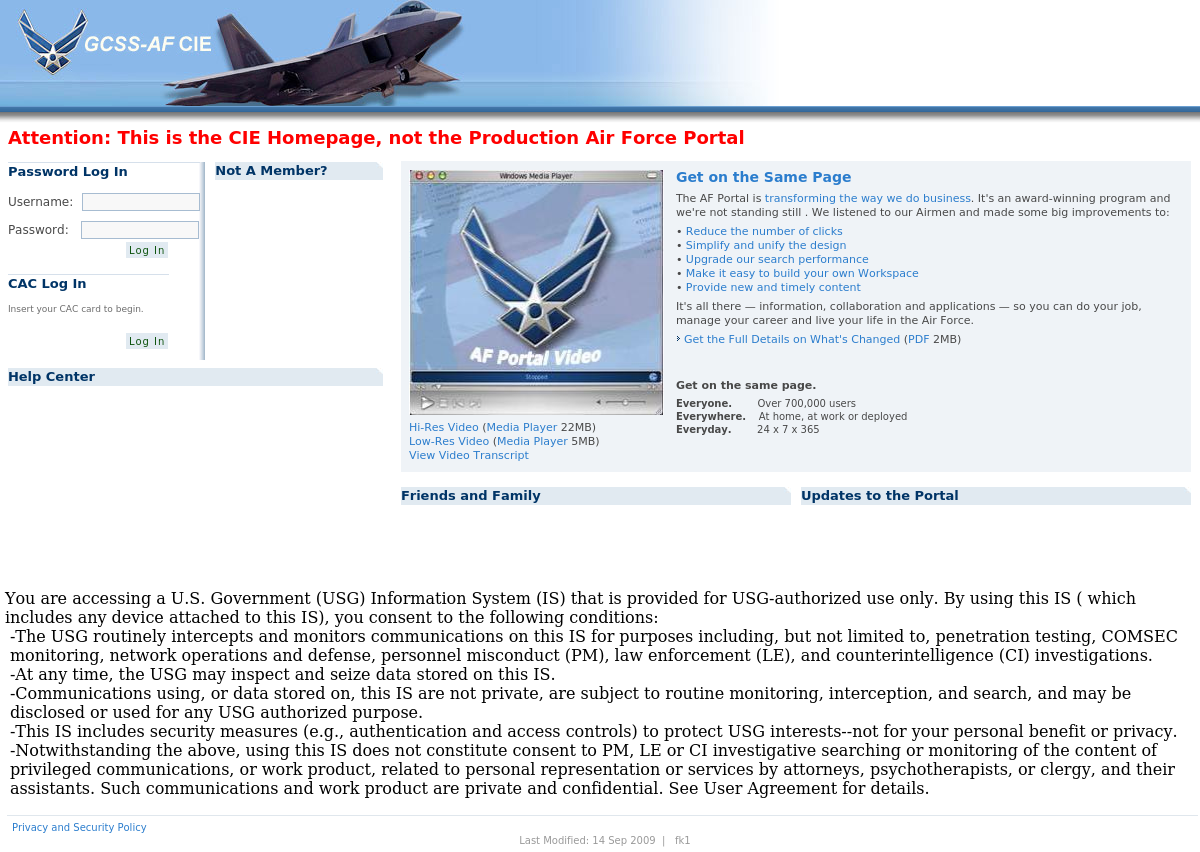 GCSS-AF CIE
Attention: This is the CIE Homepage, not the Production Air Force Portal
Password Log In
Username:
Password:
Log In
CAC Log In
Insert your CAC card to begin.
Log In
Not A Member?
Help Center
Windows Media Player
AF Portal Video
Stopped
Hi-Res Video (Media Player 22MB)
Low-Res Video (Media Player 5MB)
View Video Transcript
Get on the Same Page
The AF Portal is transforming the way we do business. It's an award-winning program and
we're not standing still . We listened to our Airmen and made some big improvements to:
• Reduce the number of clicks
• Simplify and unify the design
• Upgrade our search performance
• Make it easy to build your own Workspace
• Provide new and timely content
It's all there — information, collaboration and applications — so you can do your job,
manage your career and live your life in the Air Force.
Get the Full Details on What's Changed (PDF 2MB)
Get on the same page.
Everyone. Over 700,000 users
Everywhere. At home, at work or deployed
Everyday. 24 x 7 x 365
Friends and Family
Updates to the Portal
You are accessing a U.S. Government (USG) Information System (IS) that is provided for USG-authorized use only. By using this IS ( which
includes any device attached to this IS), you consent to the following conditions:
-The USG routinely intercepts and monitors communications on this IS for purposes including, but not limited to, penetration testing, COMSEC
monitoring, network operations and defense, personnel misconduct (PM), law enforcement (LE), and counterintelligence (CI) investigations.
-At any time, the USG may inspect and seize data stored on this IS.
-Communications using, or data stored on, this IS are not private, are subject to routine monitoring, interception, and search, and may be
disclosed or used for any USG authorized purpose.
-This IS includes security measures (e.g., authentication and access controls) to protect USG interests--not for your personal benefit or privacy.
-Notwithstanding the above, using this IS does not constitute consent to PM, LE or CI investigative searching or monitoring of the content of
privileged communications, or work product, related to personal representation or services by attorneys, psychotherapists, or clergy, and their
assistants. Such communications and work product are private and confidential. See User Agreement for details.
Privacy and Security Policy
Last Modified: 14 Sep 2009 | fk1